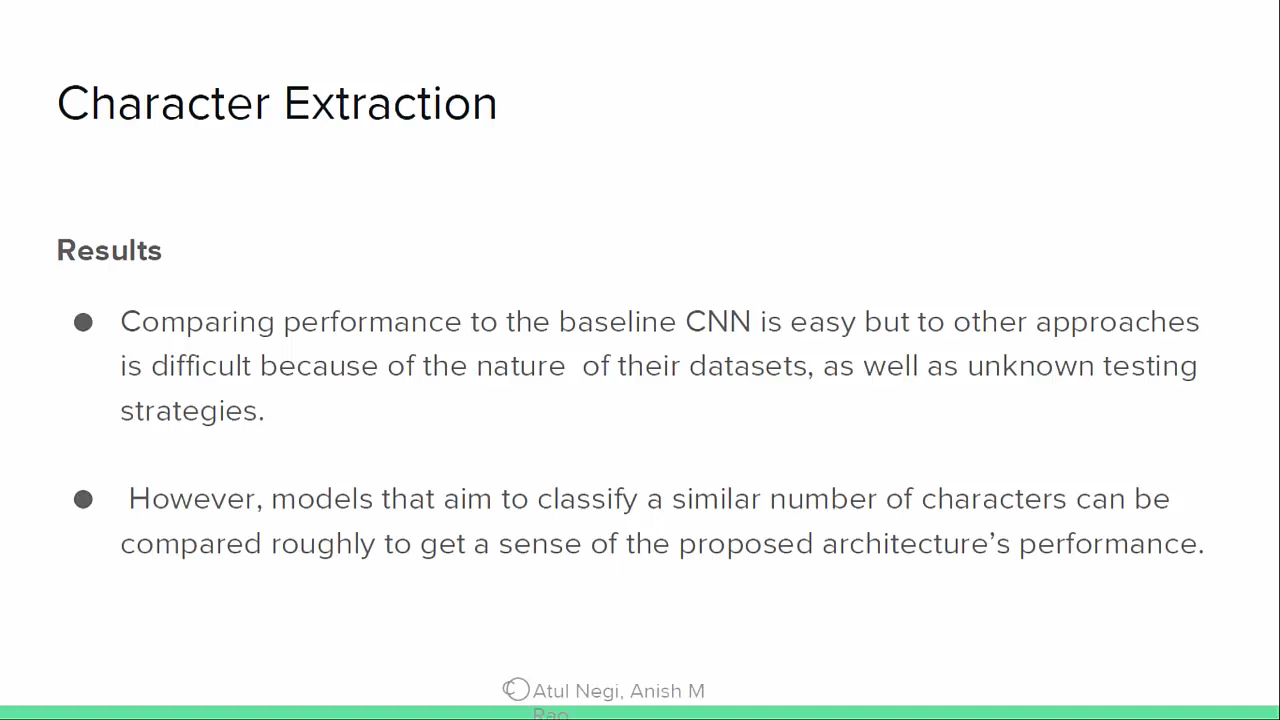 Character Extraction
Results
● Comparing performance to the baseline CNN is easy but to other approaches
is difficult because of the nature of their datasets, as well as unknown testing
strategies.
● However, models that aim to classify a similar number of characters can be
compared roughly to get a sense of the proposed architecture’s performance.
© Atul Negi, Anish M
Rao